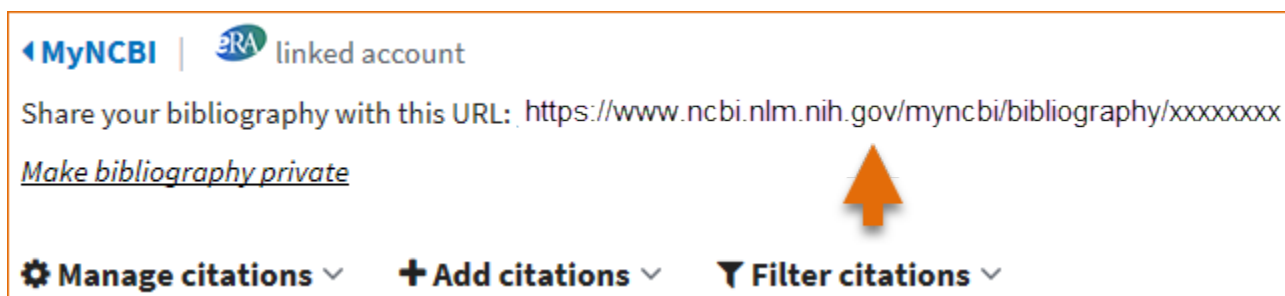 MyNCBI | eRA linked account
Share your bibliography with this URL: https://www.ncbi.nlm.nih.gov/myncbi/bibliography/xxxxxxxx
Make bibliography private
Manage citations Add citations Filter citations